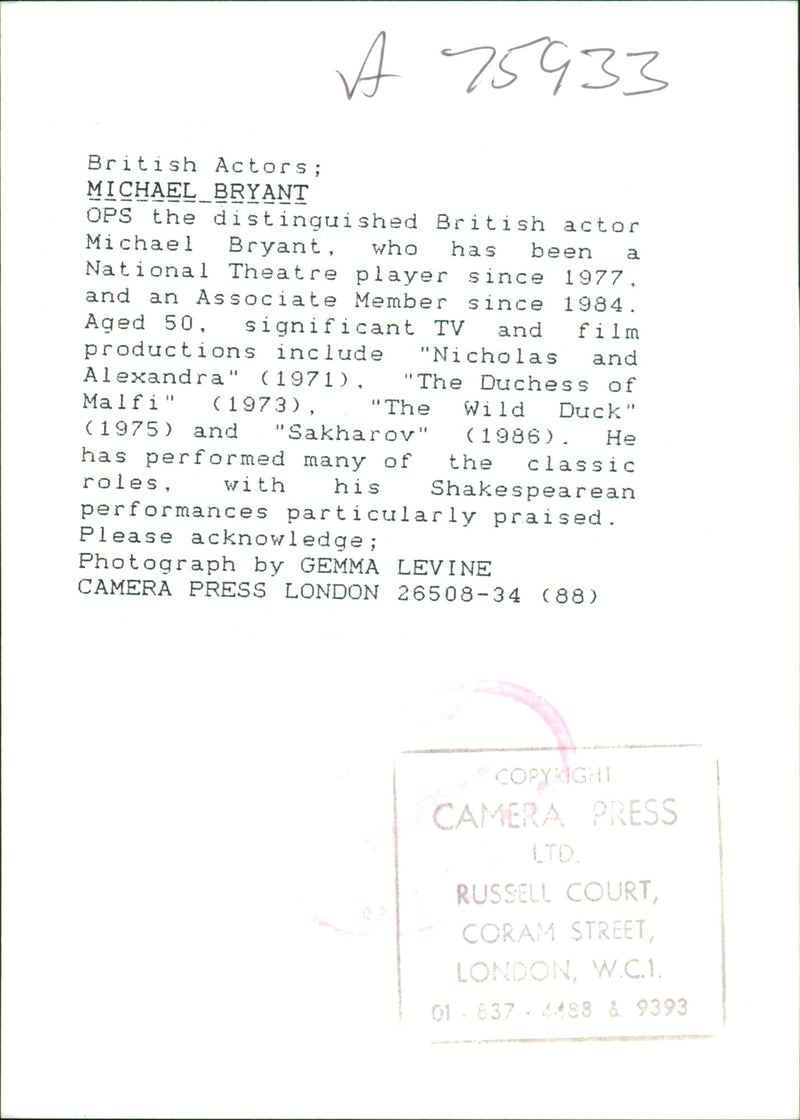 A 75933
British Actors;
MICHAEL BRYANT
OPS the distinguished British actor
Michael Bryant, who has been a
National Theatre player since 1977,
and an Associate Member since 1984.
Aged 50, significant TV and film
productions include "Nicholas and
Alexandra" (1971), "The Duchess of
Malfi" (1973), "The Wild Duck"
(1975) and "Sakharov" (1986). He
has performed many of the classic
roles, with his Shakespearean
performances particularly praised.
Please acknowledge;
Photograph by GEMMA LEVINE
CAMERA PRESS LONDON 26508-34 (88)
COPYRIGHT
CAMERA PRESS
LTD.
RUSSELL COURT,
CORAM STREET,
LONDON, W.C.1.
01 - 837 - 4488 & 9393